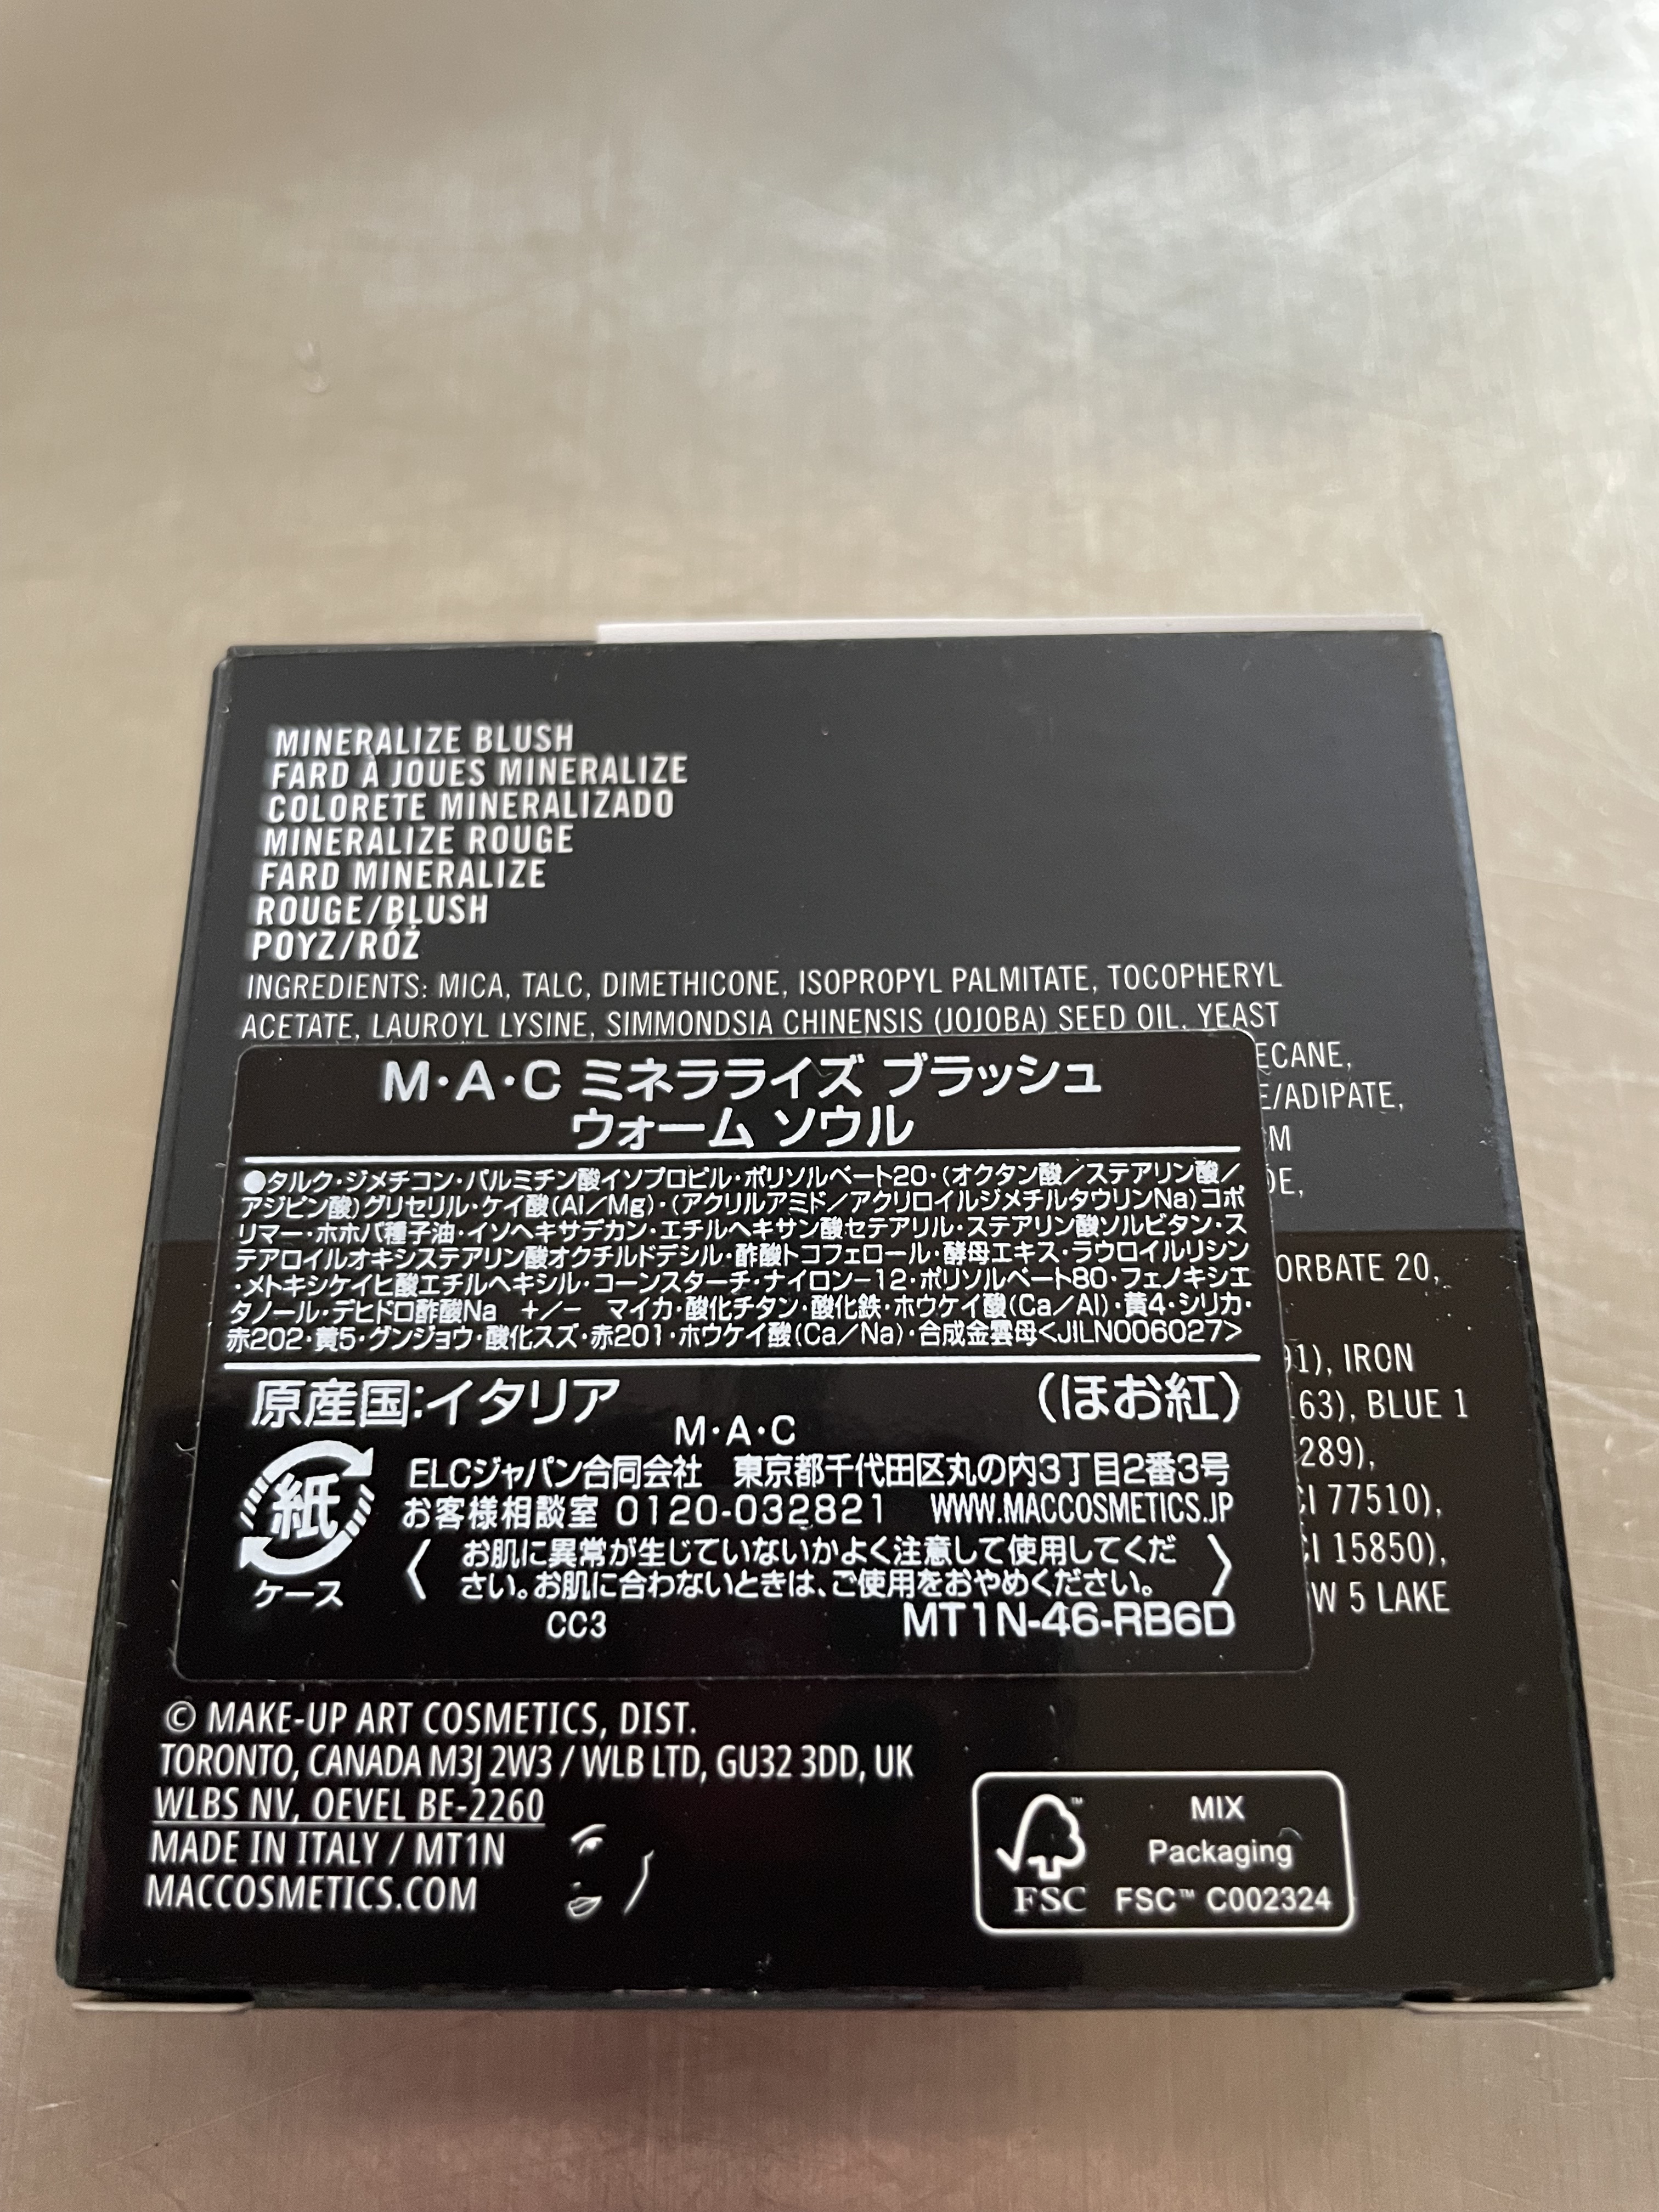 MINERALIZE BLUSH
FARD À JOUES MINERALIZE
COLORETE MINERALIZADO
MINERALIZE ROUGE
FARD MINERALIZE
ROUGE/BLUSH
POYZ/RÓŻ
INGREDIENTS: MICA, TALC, DIMETHICONE, ISOPROPYL PALMITATE, TOCOPHERYL
ACETATE, LAUROYL LYSINE, SIMMONDSIA CHINENSIS (JOJOBA) SEED OIL, YEAST
ECANE,
E/ADIPATE,
M
DE,
ORBATE 20,
91), IRON
163), BLUE 1
289),
CI 77510),
CI 15850),
W 5 LAKE
M・A・C ミネラライズ ブラッシュ
ウォーム ソウル
●タルク・ジメチコン・パルミチン酸イソプロピル・ポリソルベート20・(オクタン酸/ステアリン酸/
アジピン酸)グリセリル・ケイ酸(Al/Mg)・(アクリルアミド/アクリロイルジメチルタウリンNa)コポ
リマー・ホホバ種子油・イソヘキサデカン・エチルヘキサン酸セテアリル・ステアリン酸ソルビタン・ス
テアロイルオキシステアリン酸オクチルドデシル・酢酸トコフェロール・酵母エキス・ラウロイルリシン
・メトキシケイヒ酸エチルヘキシル・コーンスターチ・ナイロン-12・ポリソルベート80・フェノキシエ
タノール・デヒドロ酢酸Na +/- マイカ・酸化チタン・酸化鉄・ホウケイ酸(Ca/Al)・黄4・シリカ・
赤202・黄5・グンジョウ・酸化スズ・赤201・ホウケイ酸(Ca/Na)・合成金雲母<JILN006027>
原産国:イタリア (ほお紅)
M・A・C
ELCジャパン合同会社 東京都千代田区丸の内3丁目2番3号
お客様相談室 0120-032821 WWW.MACCOSMETICS.JP
紙
ケース
〈お肌に異常が生じていないかよく注意して使用してくだ
さい。お肌に合わないときは、ご使用をおやめください。〉
CC3 MT1N-46-RB6D
© MAKE-UP ART COSMETICS, DIST.
TORONTO, CANADA M3J 2W3 / WLB LTD, GU32 3DD, UK
WLBS NV, OEVEL BE-2260
MADE IN ITALY / MT1N
MACCOSMETICS.COM
FSC
MIX
Packaging
FSC™ C002324